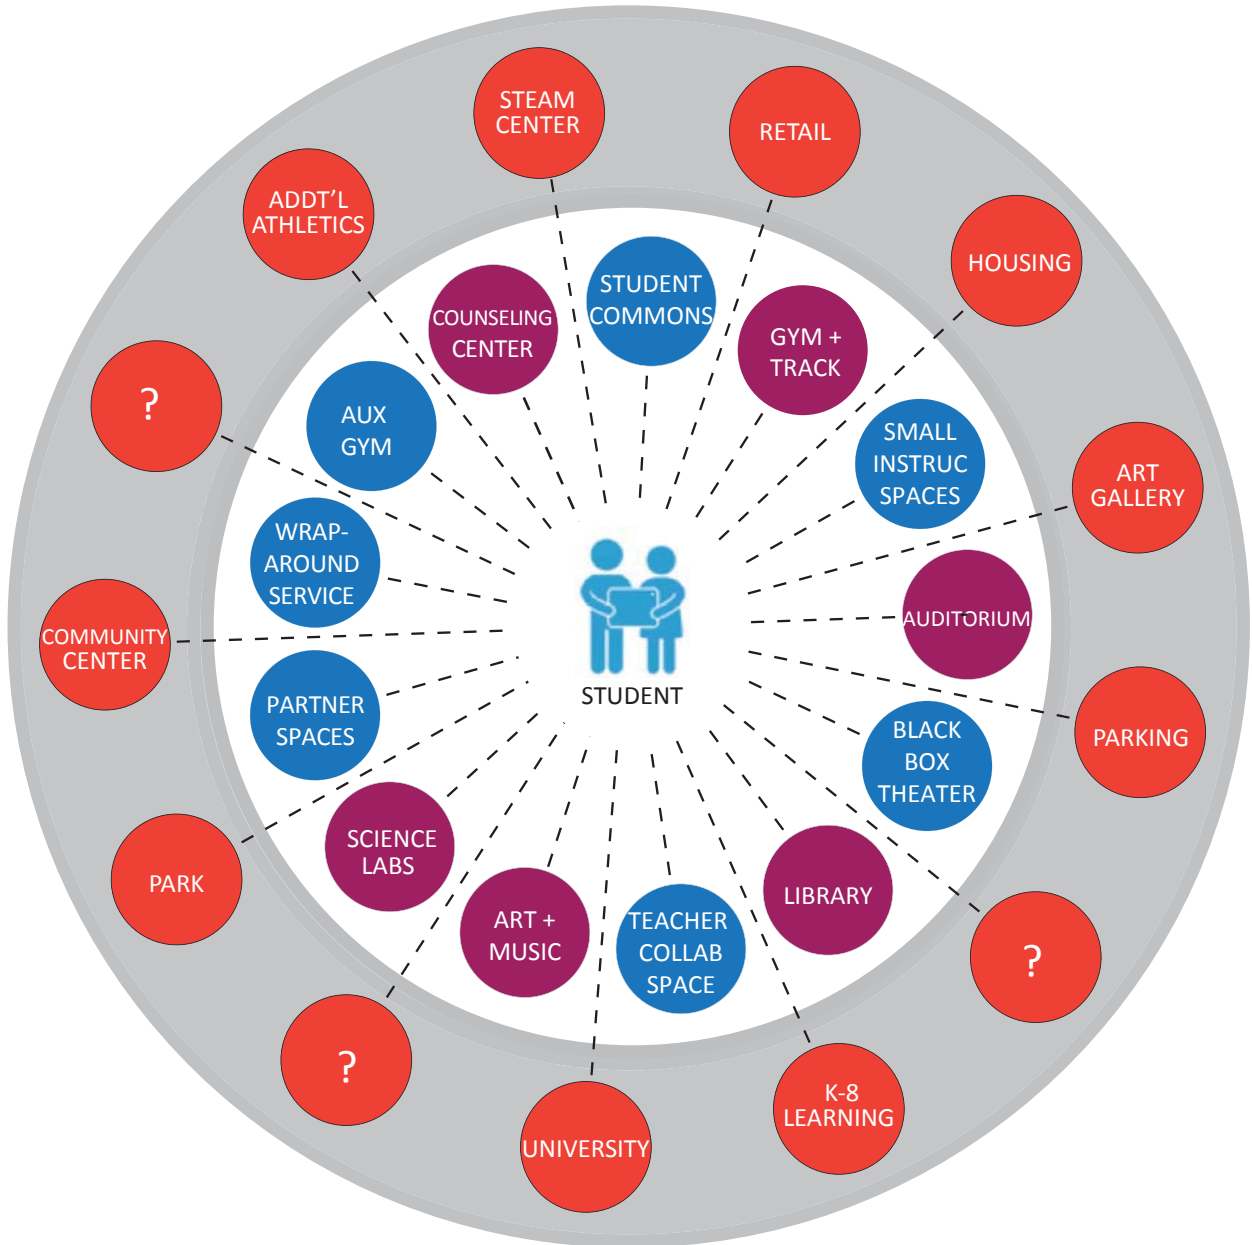 STEAM
CENTER
RETAIL
ADDT'L
ATHLETICS
HOUSING
STUDENT
COMMONS
COUNSELING
CENTER
GYM +
TRACK
?
AUX
GYM
SMALL
INSTRUC
SPACES
ART
GALLERY
WRAP-
AROUND
SERVICE
AUDITORIUM
COMMUNITY
CENTER
STUDENT
PARTNER
SPACES
PARKING
BLACK
BOX
THEATER
SCIENCE
LABS
PARK
LIBRARY
ART +
MUSIC
TEACHER
COLLAB
SPACE
?
?
K-8
LEARNING
UNIVERSITY